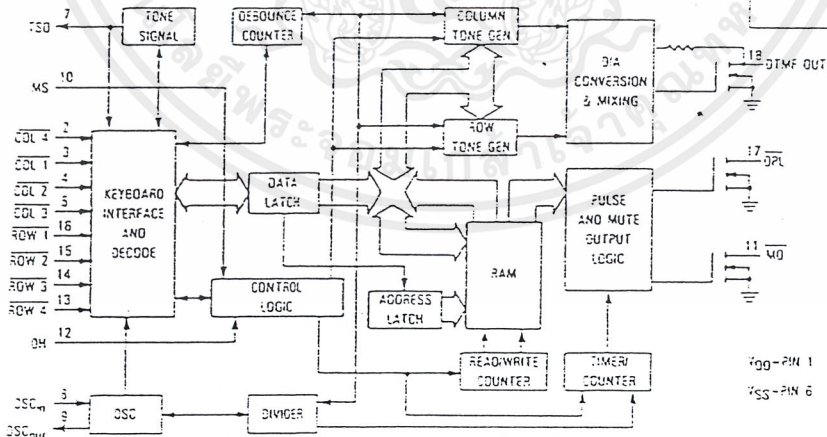 7
TSO
TONE
SIGNAL
DEBOUNCE
COUNTER
COLUMN
TONE GEN
D/A
CONVERSION
& MIXING
18
DTMF OUT
10
MS
ROW
TONE GEN
2
COL 4
3
COL 1
4
COL 2
5
COL 3
16
ROW 1
15
ROW 2
14
ROW 3
13
ROW 4
12
OH
KEYBOARD
INTERFACE
AND
DECODE
DATA
LATCH
CONTROL
LOGIC
ADDRESS
LATCH
RAM
PULSE
AND MUTE
OUTPUT
LOGIC
17
DPL
11
MO
READ/WRITE
COUNTER
TIMER/
COUNTER
VDD-PIN 1
VSS-PIN 6
OSCin
9
OSCout
OSC
DIVIDER